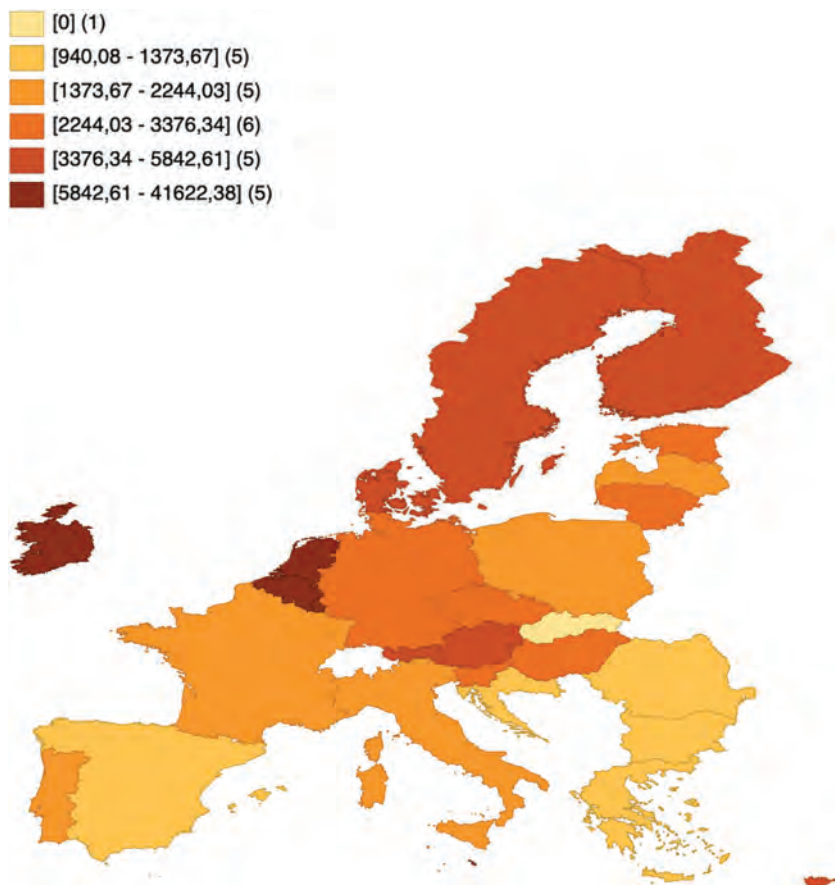 [0] (1)
[940,08 - 1373,67] (5)
[1373,67 - 2244,03] (5)
[2244,03 - 3376,34] (6)
[3376,34 - 5842,61] (5)
[5842,61 - 41622,38] (5)